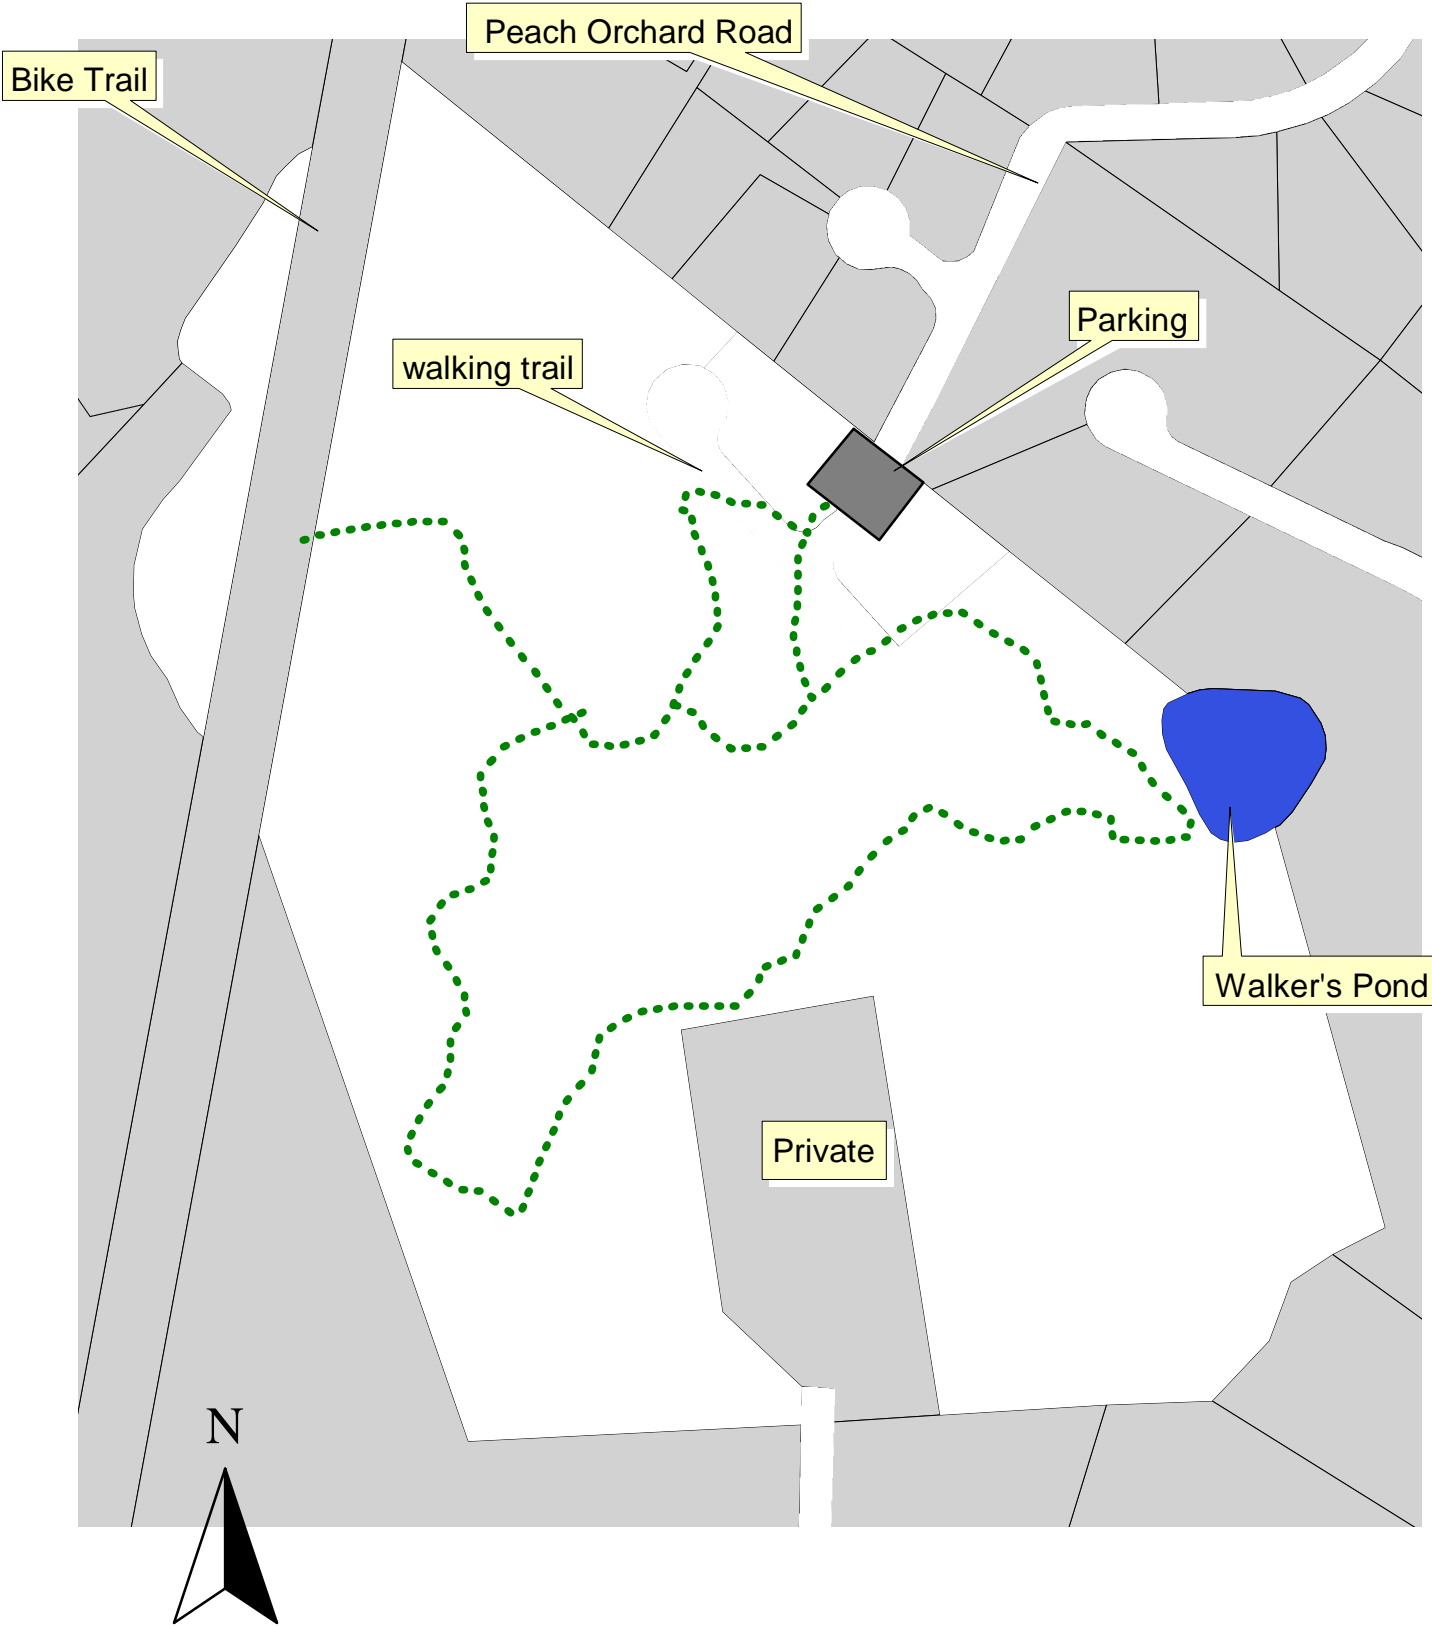 Peach Orchard Road
Bike Trail
Parking
walking trail
Walker's Pond
Private
N